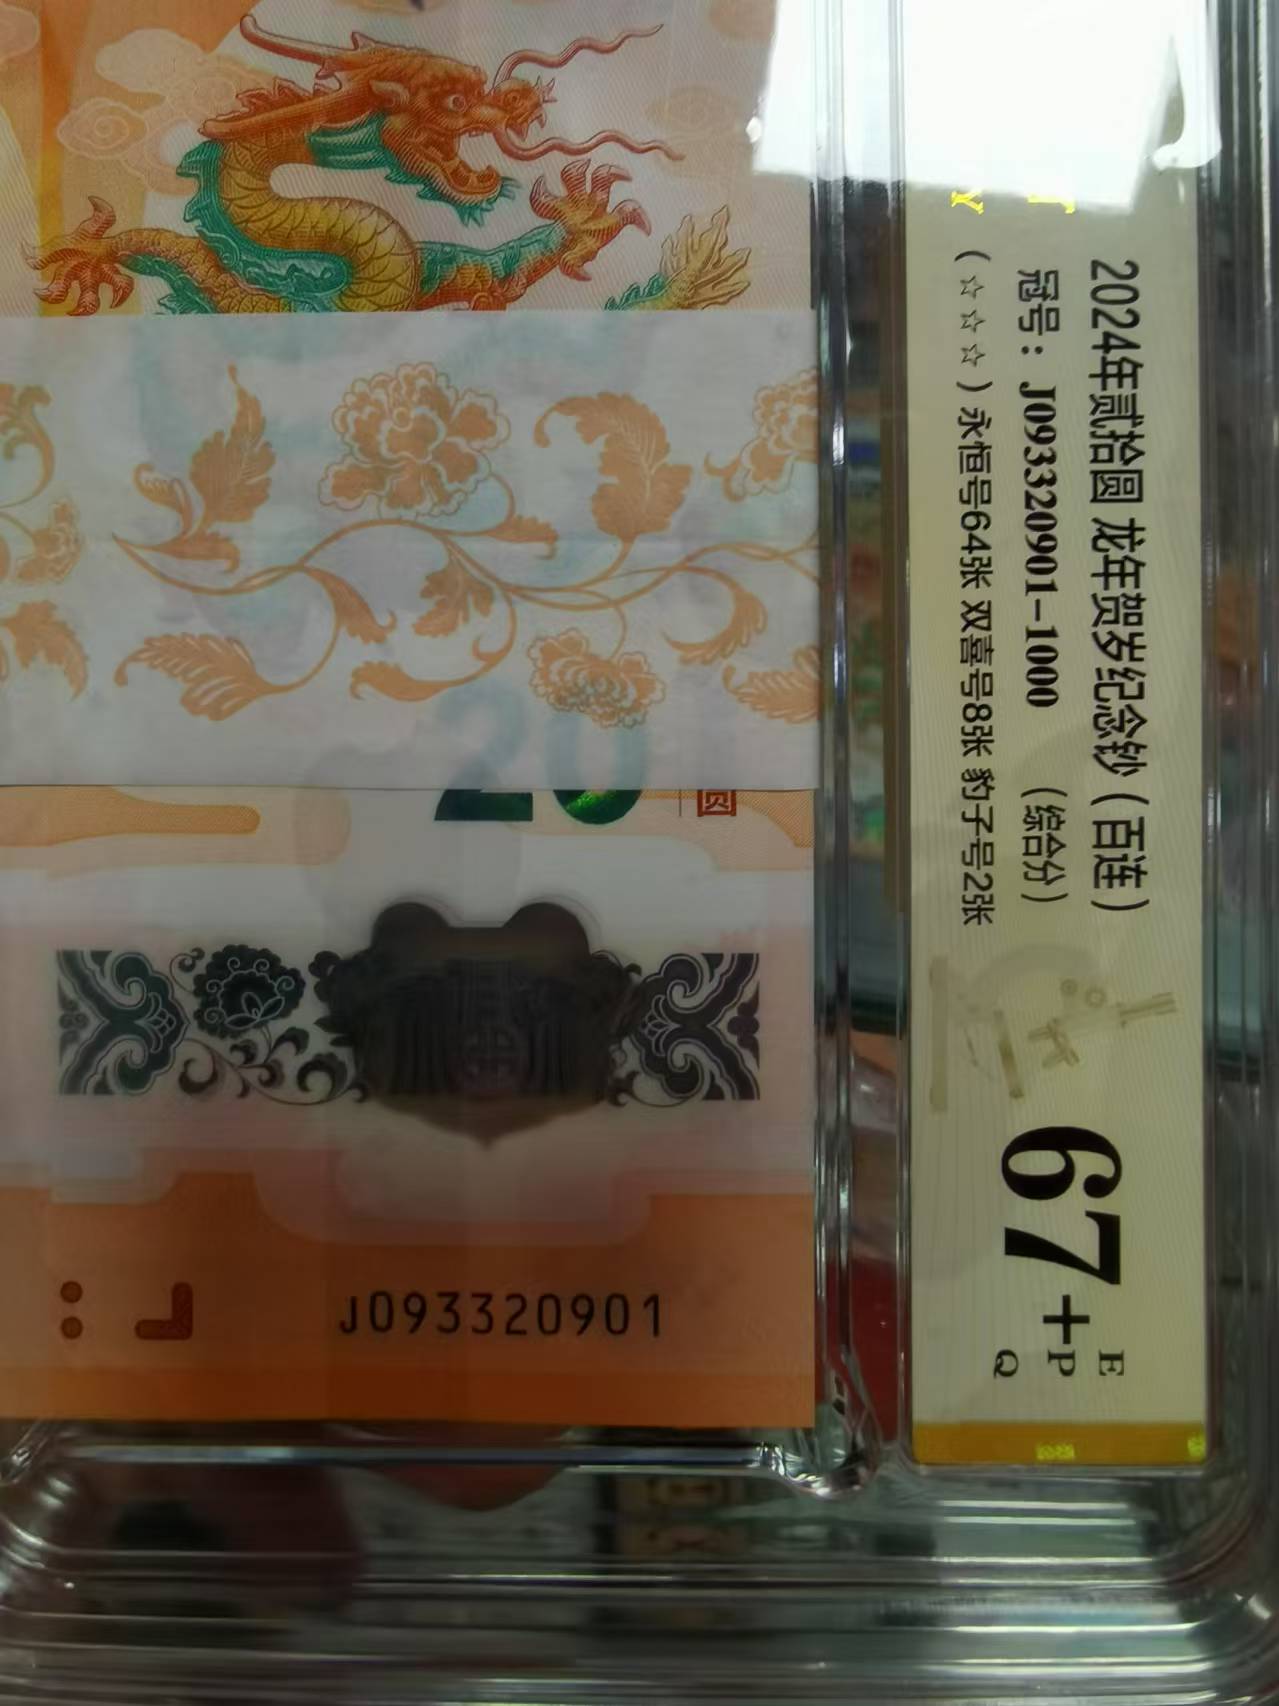 2024年贰拾圆 龙年贺岁纪念钞（百连）
冠号：J093320901-1000 （综合分）
（☆☆☆）永恒号64张 双喜号8张 豹子号2张
67+
E
P
Q
20
圆
J093320901